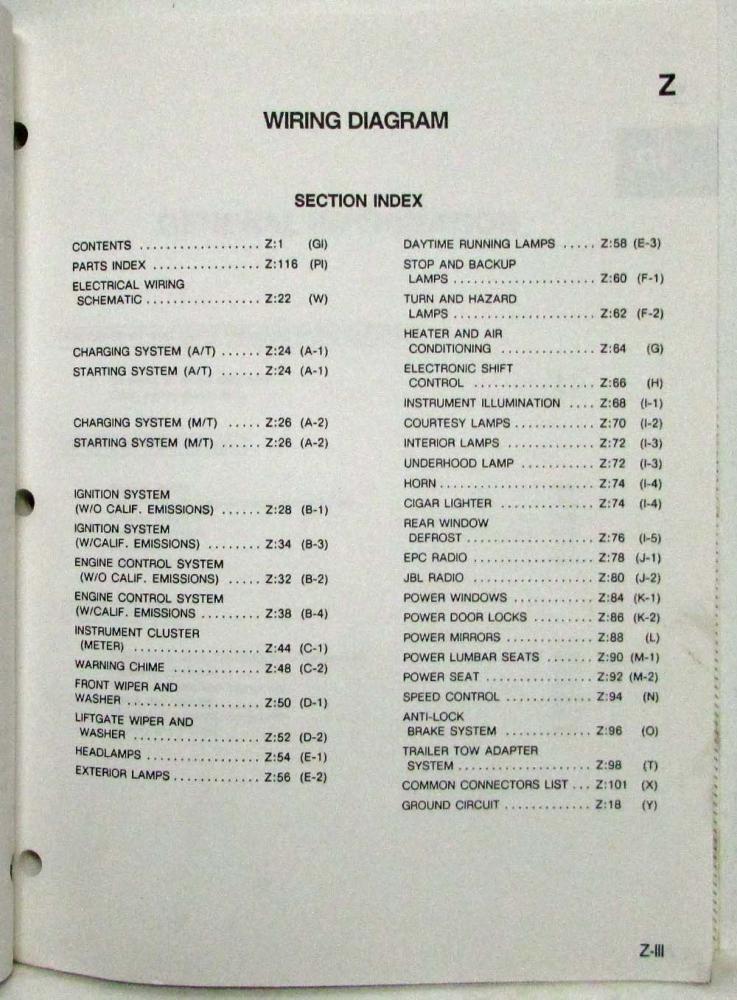 Z
WIRING DIAGRAM
SECTION INDEX
CONTENTS .................. Z:1 (GI)
PARTS INDEX ................ Z:116 (PI)
ELECTRICAL WIRING
SCHEMATIC ................. Z:22 (W)
CHARGING SYSTEM (A/T) ...... Z:24 (A-1)
STARTING SYSTEM (A/T) ...... Z:24 (A-1)
CHARGING SYSTEM (M/T) ..... Z:26 (A-2)
STARTING SYSTEM (M/T) ..... Z:26 (A-2)
IGNITION SYSTEM
(W/O CALIF. EMISSIONS) ...... Z:28 (B-1)
IGNITION SYSTEM
(W/CALIF. EMISSIONS) ........ Z:34 (B-3)
ENGINE CONTROL SYSTEM
(W/O CALIF. EMISSIONS) ..... Z:32 (B-2)
ENGINE CONTROL SYSTEM
(W/CALIF. EMISSIONS ......... Z:38 (B-4)
INSTRUMENT CLUSTER
(METER) ................... Z:44 (C-1)
WARNING CHIME ............. Z:48 (C-2)
FRONT WIPER AND
WASHER .................... Z:50 (D-1)
LIFTGATE WIPER AND
WASHER ................... Z:52 (D-2)
HEADLAMPS ................. Z:54 (E-1)
EXTERIOR LAMPS ............. Z:56 (E-2)
DAYTIME RUNNING LAMPS ..... Z:58 (E-3)
STOP AND BACKUP
LAMPS ..................... Z:60 (F-1)
TURN AND HAZARD
LAMPS ..................... Z:62 (F-2)
HEATER AND AIR
CONDITIONING .............. Z:64 (G)
ELECTRONIC SHIFT
CONTROL .................. Z:66 (H)
INSTRUMENT ILLUMINATION .... Z:68 (I-1)
COURTESY LAMPS ............ Z:70 (I-2)
INTERIOR LAMPS ............. Z:72 (I-3)
UNDERHOOD LAMP ........... Z:72 (I-3)
HORN ....................... Z:74 (I-4)
CIGAR LIGHTER .............. Z:74 (I-4)
REAR WINDOW
DEFROST ................... Z:76 (I-5)
EPC RADIO .................. Z:78 (J-1)
JBL RADIO ................... Z:80 (J-2)
POWER WINDOWS ............ Z:84 (K-1)
POWER DOOR LOCKS ......... Z:86 (K-2)
POWER MIRRORS ............. Z:88 (L)
POWER LUMBAR SEATS ....... Z:90 (M-1)
POWER SEAT ................ Z:92 (M-2)
SPEED CONTROL ............. Z:94 (N)
ANTI-LOCK
BRAKE SYSTEM ............. Z:96 (O)
TRAILER TOW ADAPTER
SYSTEM .................... Z:98 (T)
COMMON CONNECTORS LIST ... Z:101 (X)
GROUND CIRCUIT ............. Z:18 (Y)
Z-III